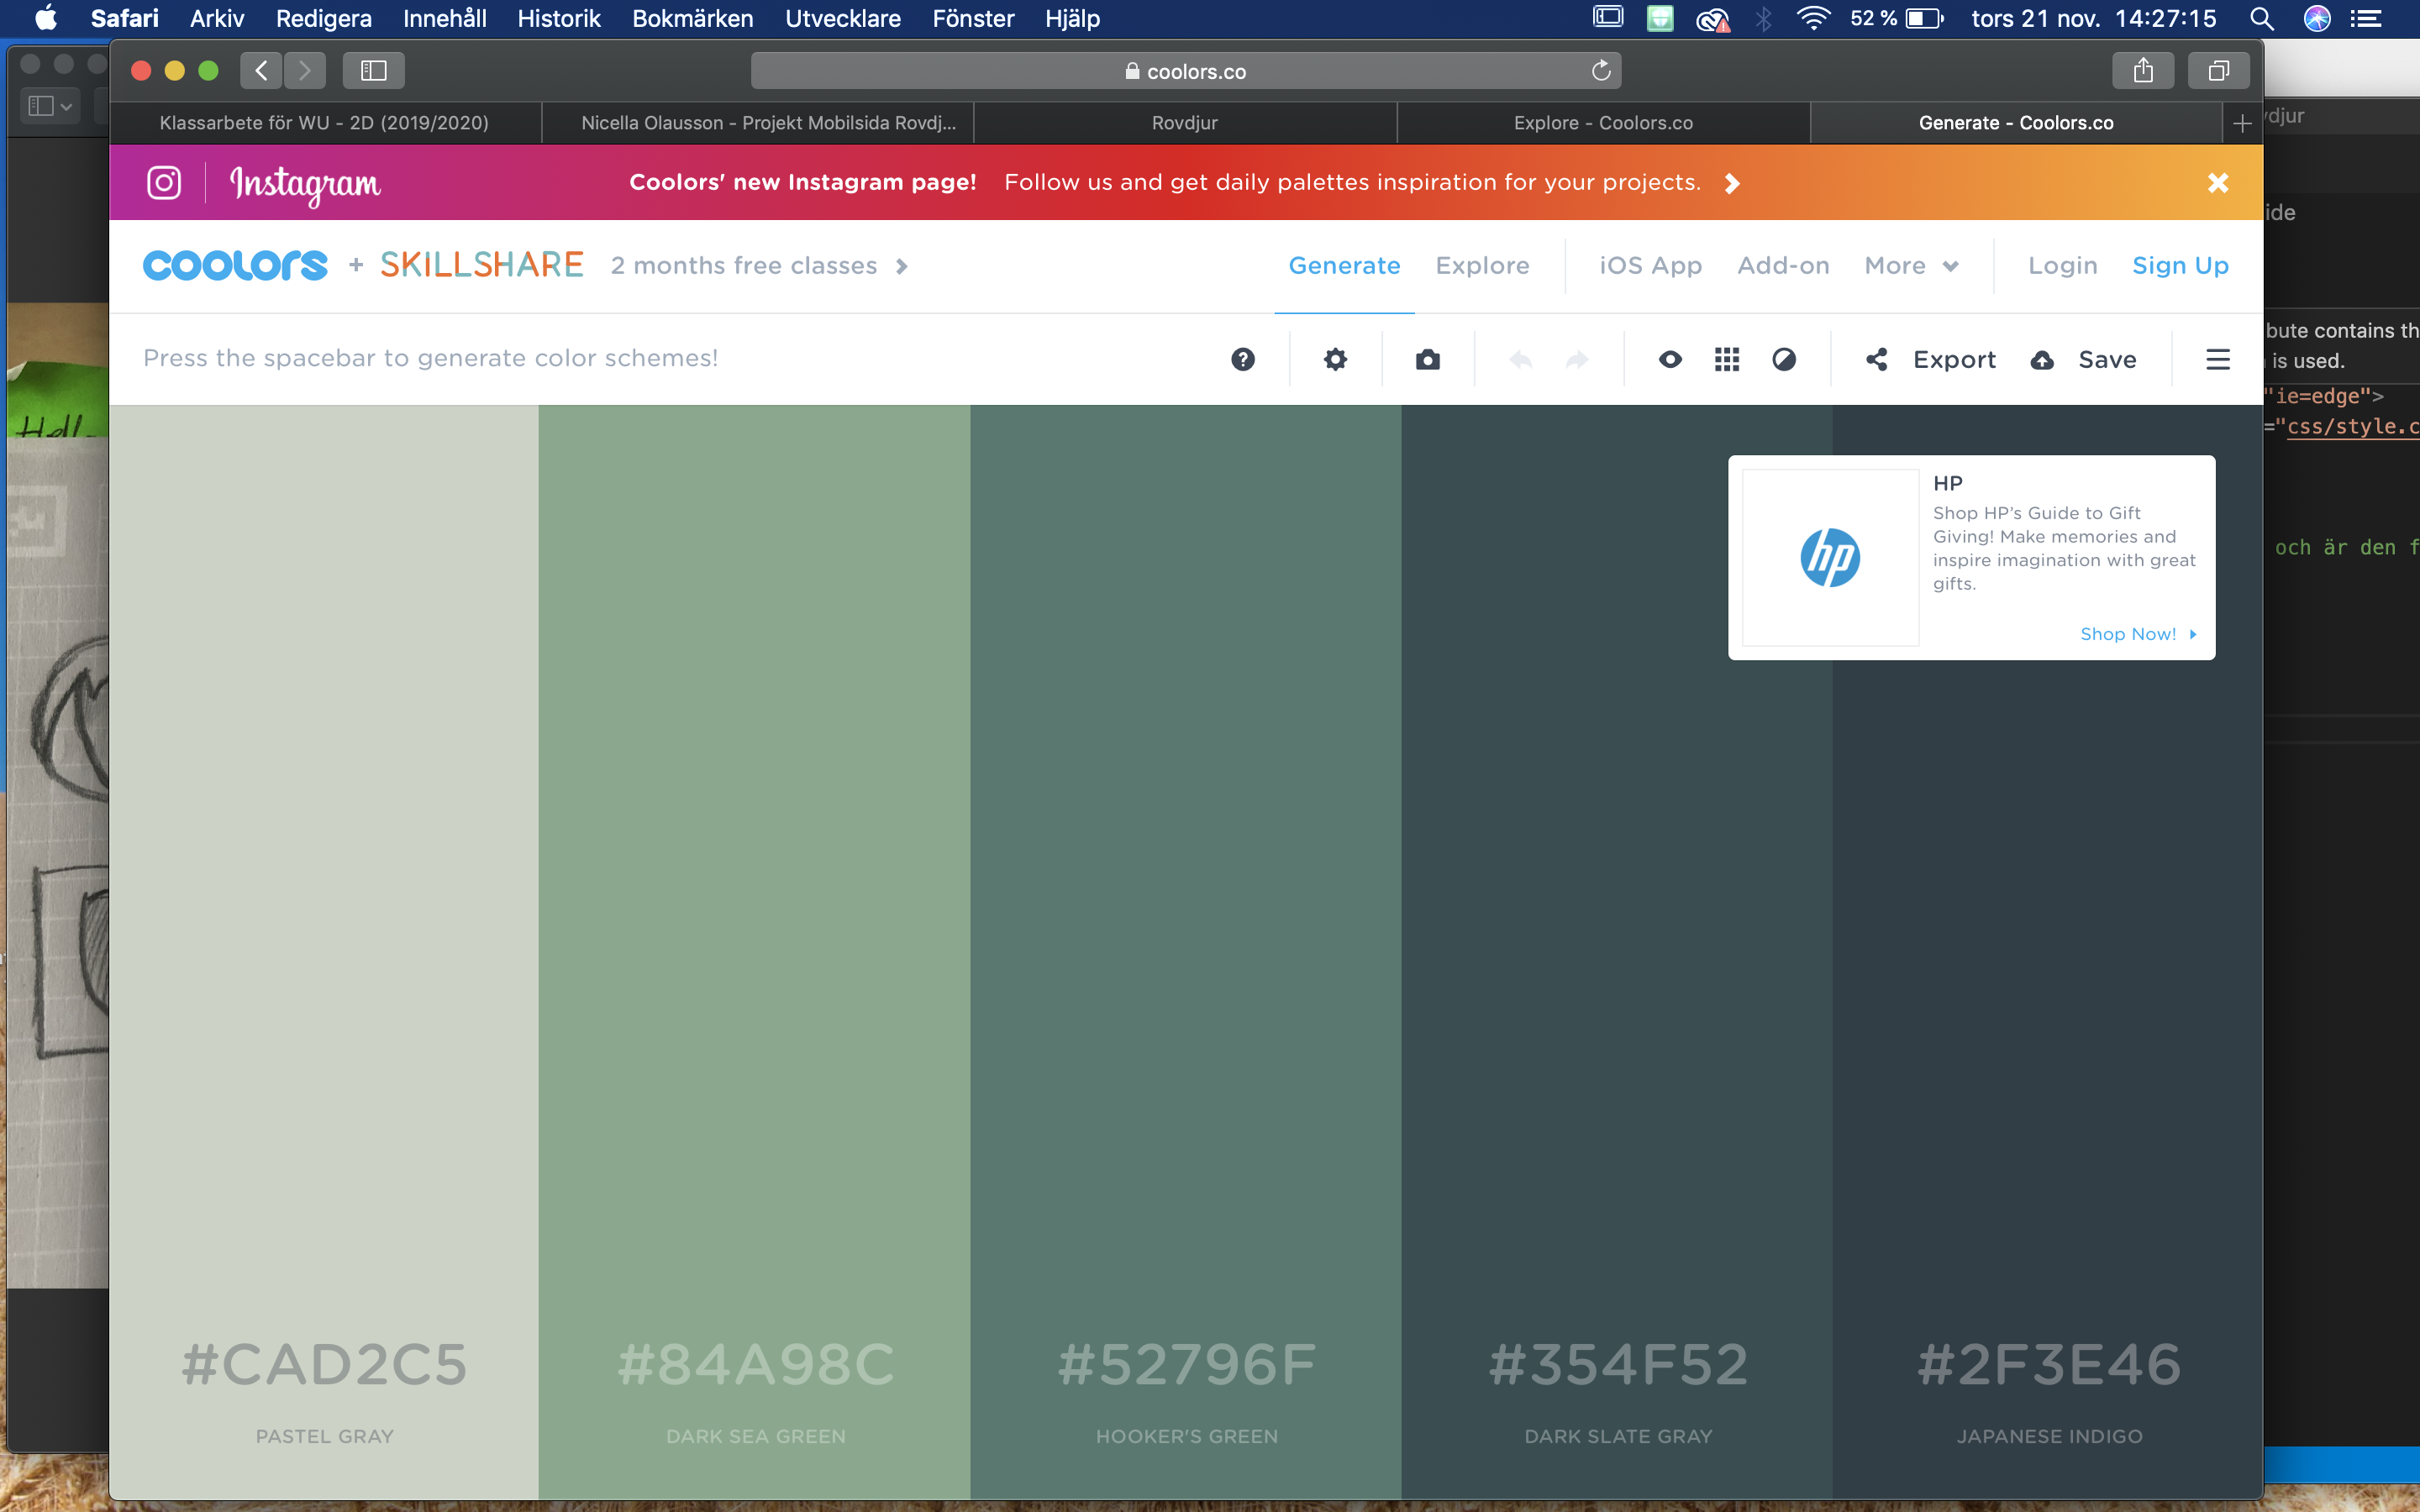 Safari Arkiv Redigera Innehåll Historik Bokmärken Utvecklare Fönster Hjälp 52 % tors 21 nov. 14:27:15
coolors.co
Klassarbete för WU - 2D (2019/2020) Nicella Olausson - Projekt Mobilsida Rovdj... Rovdjur Explore - Coolors.co Generate - Coolors.co +
Instagram Coolors' new Instagram page! Follow us and get daily palettes inspiration for your projects.
coolors + SKILLSHARE 2 months free classes Generate Explore iOS App Add-on More Login Sign Up
Press the spacebar to generate color schemes! Export Save
HP
Shop HP's Guide to Gift
Giving! Make memories and
inspire imagination with great
gifts.
hp
Shop Now!
#CAD2C5 #84A98C #52796F #354F52 #2F3E46
PASTEL GRAY DARK SEA GREEN HOOKER'S GREEN DARK SLATE GRAY JAPANESE INDIGO
djur
ide
bute contains th
is used.
"ie=edge">
="css/style.c
och är den f